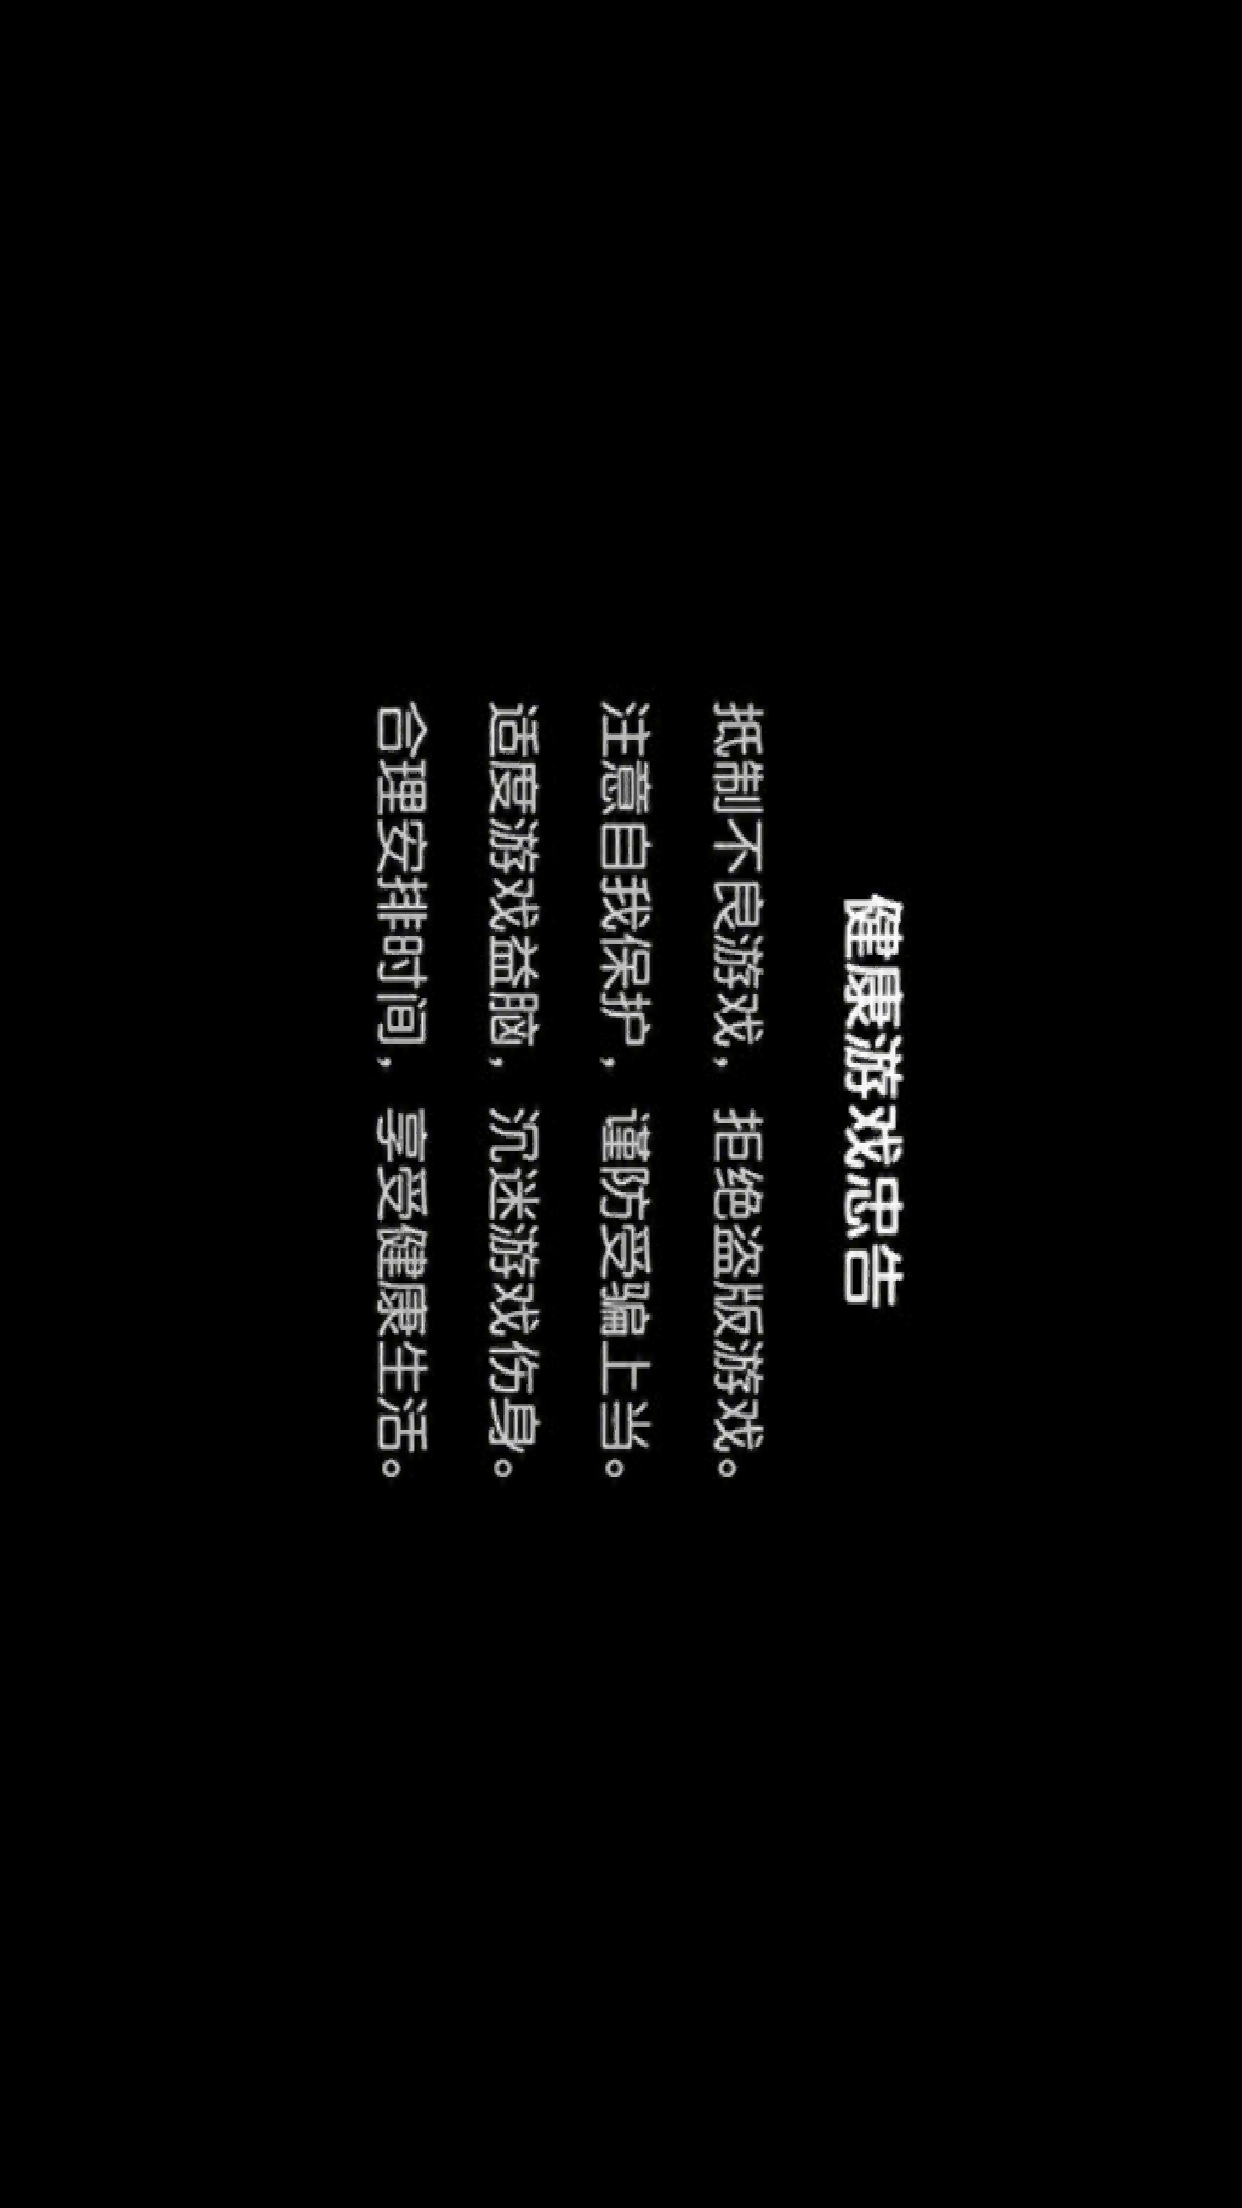 健康游戏忠告
抵制不良游戏，拒绝盗版游戏。
注意自我保护，谨防受骗上当。
适度游戏益脑，沉迷游戏伤身。
合理安排时间，享受健康生活。